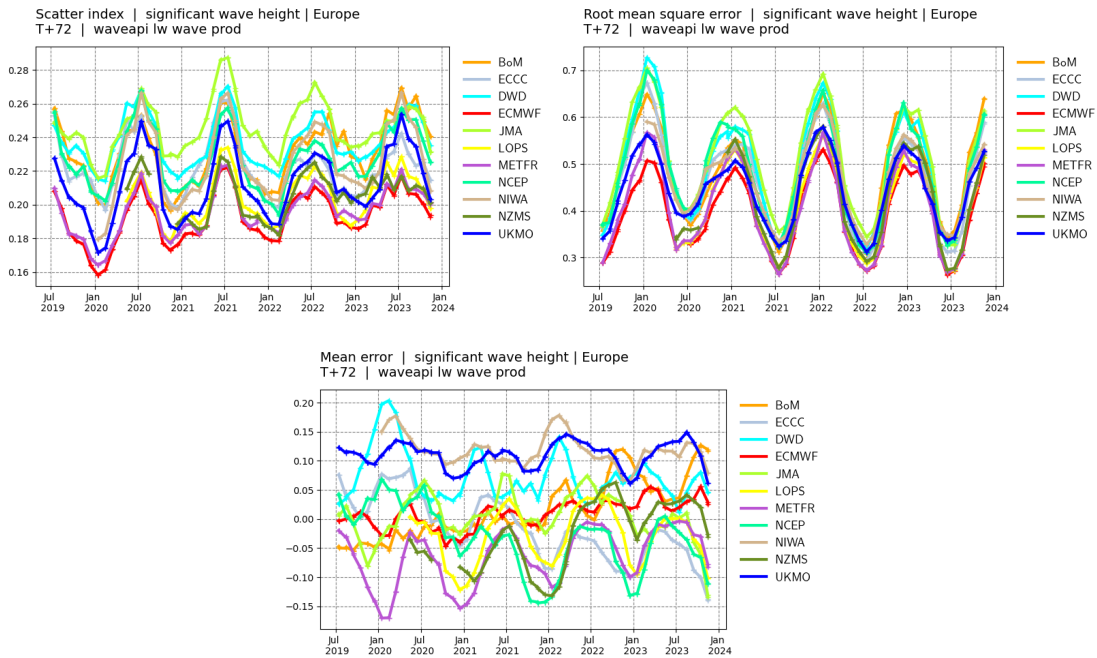 Scatter index | significant wave height | Europe
T+72 | waveapi lw wave prod
0.28
0.26
0.24
0.22
0.20
0.18
0.16
Jul 2019
Jan 2020
Jul 2020
Jan 2021
Jul 2021
Jan 2022
Jul 2022
Jan 2023
Jul 2023
Jan 2024
BoM
ECCC
DWD
ECMWF
JMA
LOPS
METFR
NCEP
NIWA
NZMS
UKMO
Root mean square error | significant wave height | Europe
T+72 | waveapi lw wave prod
0.7
0.6
0.5
0.4
0.3
Jul 2019
Jan 2020
Jul 2020
Jan 2021
Jul 2021
Jan 2022
Jul 2022
Jan 2023
Jul 2023
Jan 2024
BoM
ECCC
DWD
ECMWF
JMA
LOPS
METFR
NCEP
NIWA
NZMS
UKMO
Mean error | significant wave height | Europe
T+72 | waveapi lw wave prod
0.20
0.15
0.10
0.05
0.00
−0.05
−0.10
−0.15
Jul 2019
Jan 2020
Jul 2020
Jan 2021
Jul 2021
Jan 2022
Jul 2022
Jan 2023
Jul 2023
Jan 2024
BoM
ECCC
DWD
ECMWF
JMA
LOPS
METFR
NCEP
NIWA
NZMS
UKMO